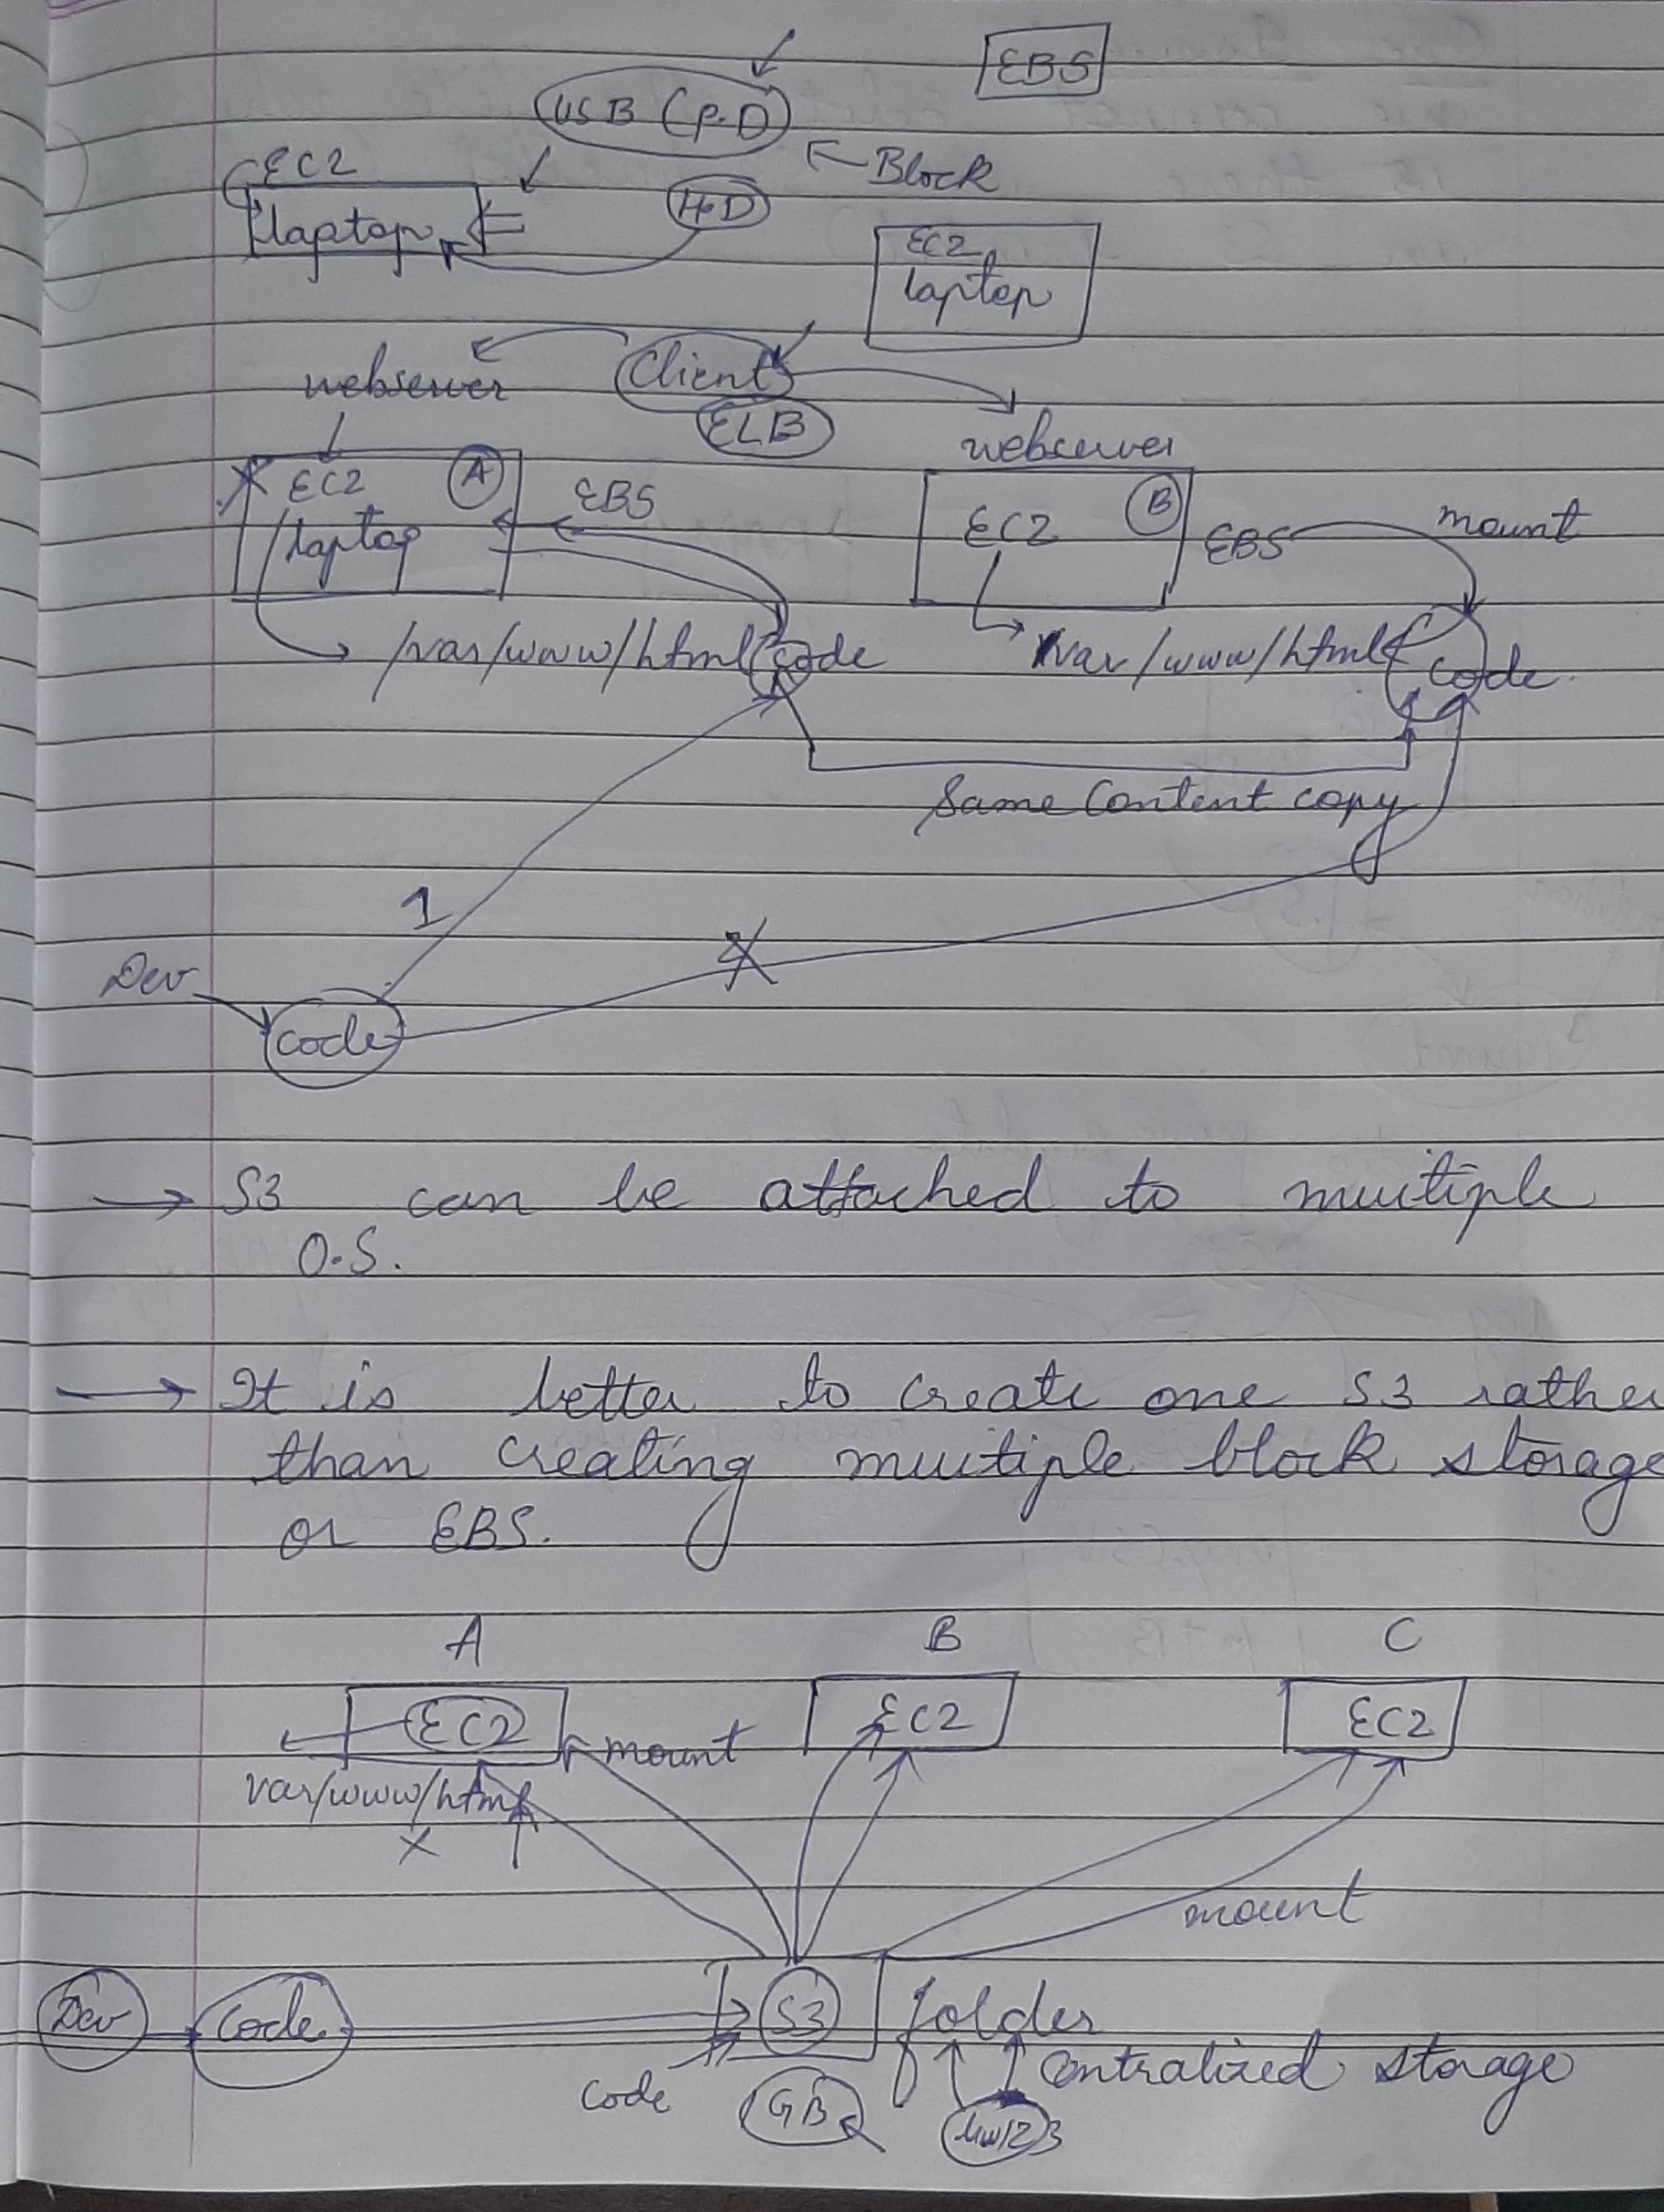 EBS
USB (P.D)
Block
EC2
H.D
laptop
EC2
laptop
webserver
Client
ELB
webserver
EC2
A
EBS
laptop
EC2
B
EBS
mount
/var/www/html
code
/var/www/html
code
Same Content copy
1
Dev
code
→ S3 can be attached to multiple
O.S.
→ It is better to create one S3 rathe
than creating multiple block storage
or EBS.
A B C
EC2
mount
EC2
EC2
var/www/html
mount
Dev
Code
S3
folder
Centralized storage
code
GB